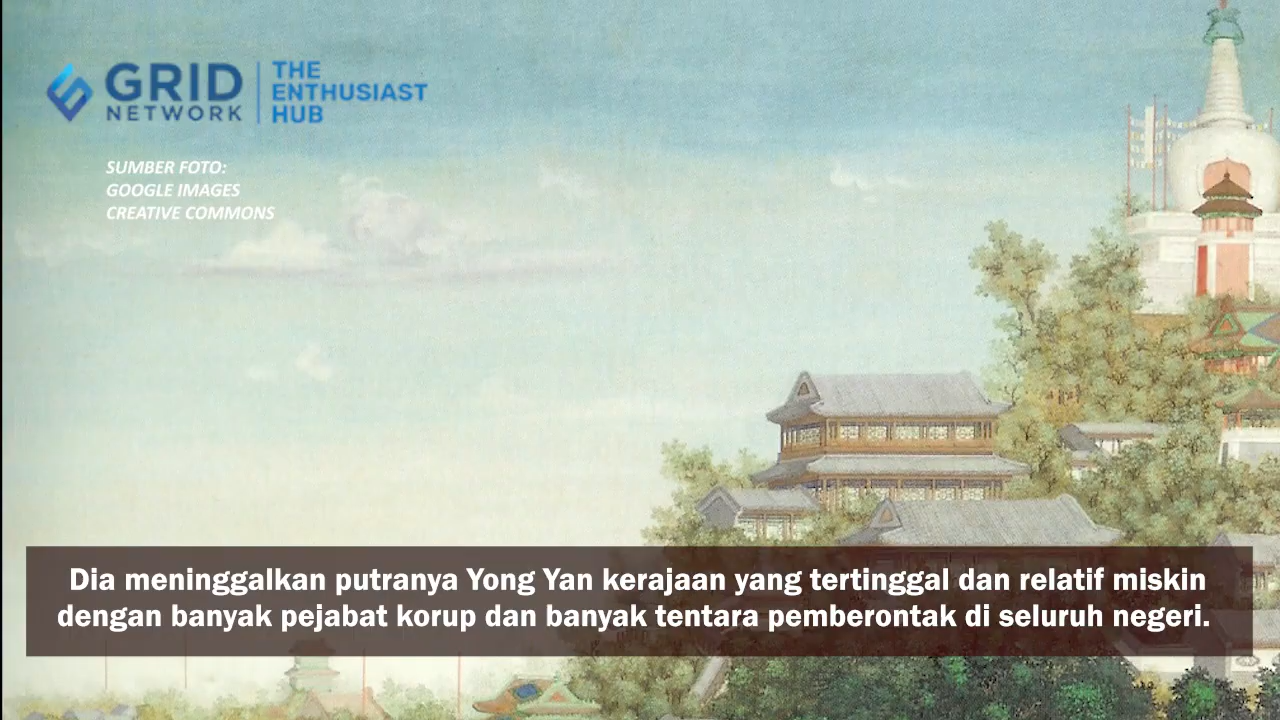 GRID
NETWORK
THE
ENTHUSIAST
HUB
SUMBER FOTO:
GOOGLE IMAGES
CREATIVE COMMONS
Dia meninggalkan putranya Yong Yan kerajaan yang tertinggal dan relatif miskin
dengan banyak pejabat korup dan banyak tentara pemberontak di seluruh negeri.